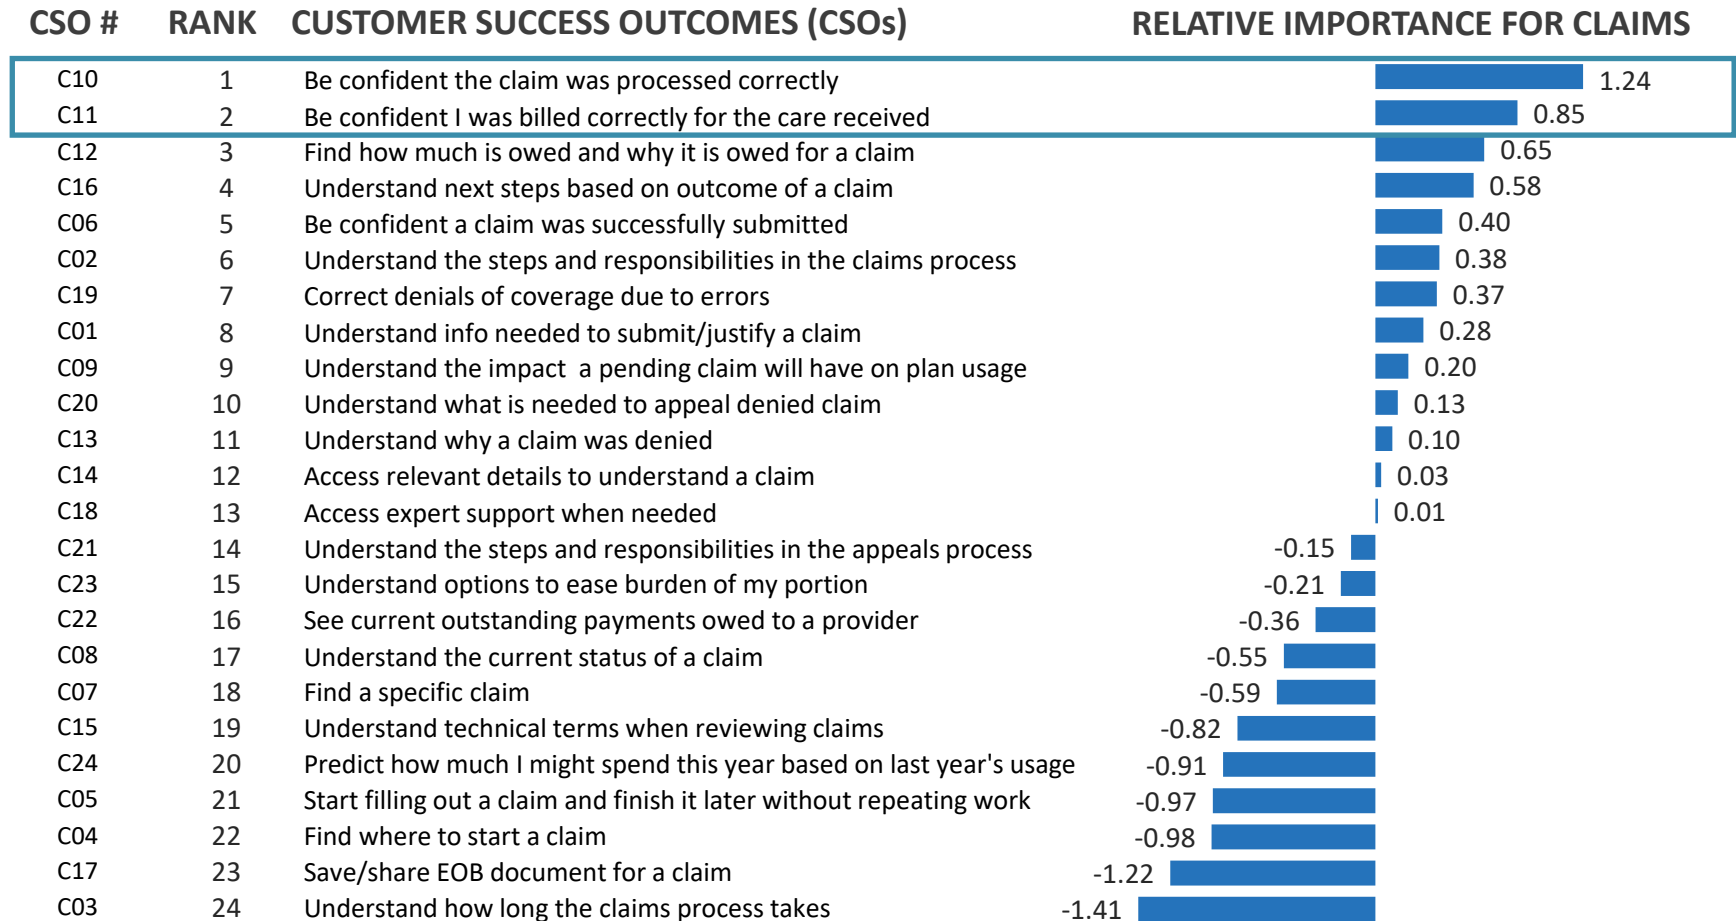 CSO # RANK CUSTOMER SUCCESS OUTCOMES (CSOs) RELATIVE IMPORTANCE FOR CLAIMS
C10 1 Be confident the claim was processed correctly 1.24
C11 2 Be confident I was billed correctly for the care received 0.85
C12 3 Find how much is owed and why it is owed for a claim 0.65
C16 4 Understand next steps based on outcome of a claim 0.58
C06 5 Be confident a claim was successfully submitted 0.40
C02 6 Understand the steps and responsibilities in the claims process 0.38
C19 7 Correct denials of coverage due to errors 0.37
C01 8 Understand info needed to submit/justify a claim 0.28
C09 9 Understand the impact  a pending claim will have on plan usage 0.20
C20 10 Understand what is needed to appeal denied claim 0.13
C13 11 Understand why a claim was denied 0.10
C14 12 Access relevant details to understand a claim 0.03
C18 13 Access expert support when needed 0.01
C21 14 Understand the steps and responsibilities in the appeals process -0.15
C23 15 Understand options to ease burden of my portion -0.21
C22 16 See current outstanding payments owed to a provider -0.36
C08 17 Understand the current status of a claim -0.55
C07 18 Find a specific claim -0.59
C15 19 Understand technical terms when reviewing claims -0.82
C24 20 Predict how much I might spend this year based on last year's usage -0.91
C05 21 Start filling out a claim and finish it later without repeating work -0.97
C04 22 Find where to start a claim -0.98
C17 23 Save/share EOB document for a claim -1.22
C03 24 Understand how long the claims process takes -1.41